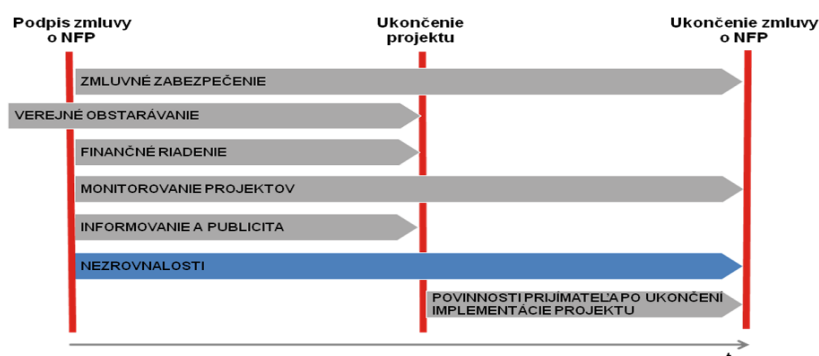 Podpis zmluvy
o NFP
Ukončenie
projektu
Ukončenie zmluvy
o NFP
ZMLUVNÉ ZABEZPEČENIE
VEREJNÉ OBSTARÁVANIE
FINANČNÉ RIADENIE
MONITOROVANIE PROJEKTOV
INFORMOVANIE A PUBLICITA
NEZROVNALOSTI
POVINNOSTI PRIJÍMATEĽA PO UKONČENÍ
IMPLEMENTÁCIE PROJEKTU